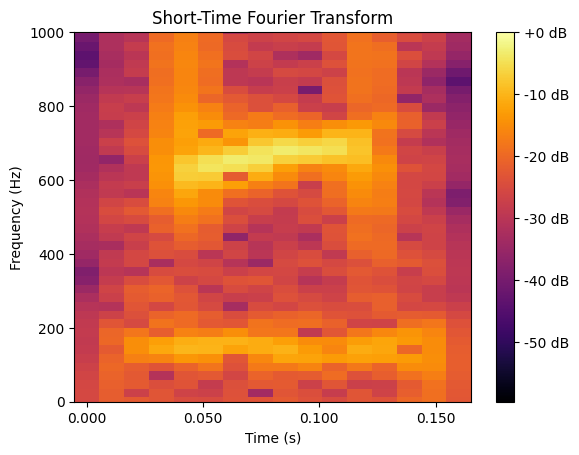 Short-Time Fourier Transform
1000
800
600
400
200
0
Frequency (Hz)
0.000
0.050
0.100
0.150
Time (s)
+0 dB
-10 dB
-20 dB
-30 dB
-40 dB
-50 dB